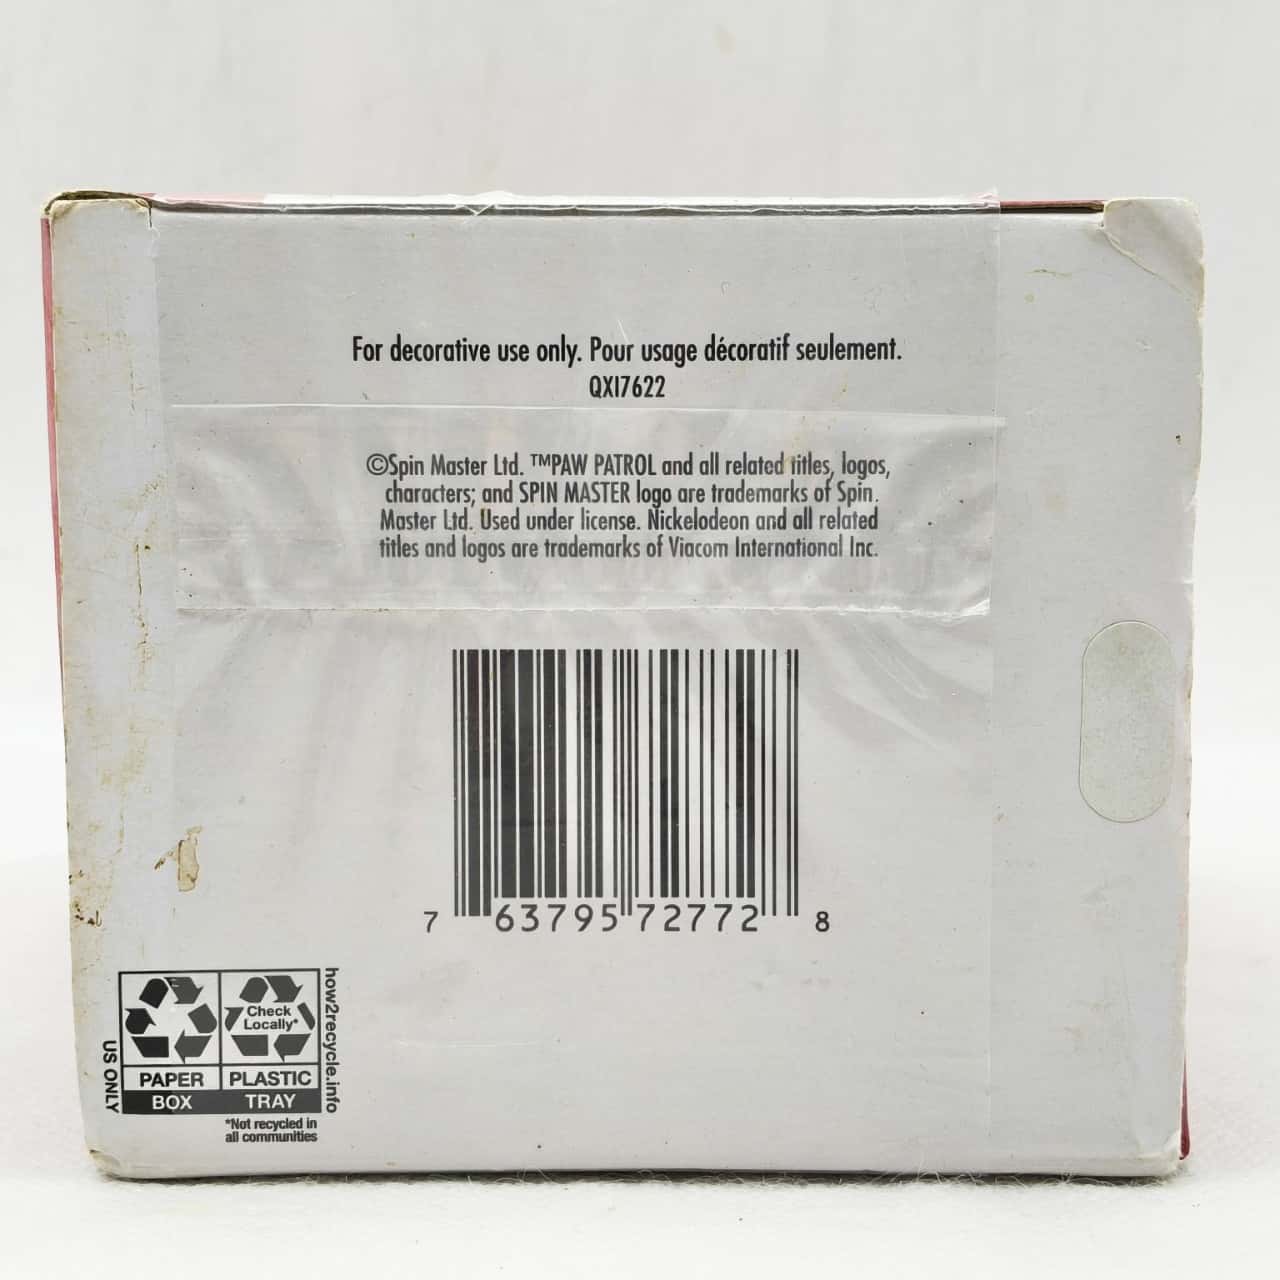 For decorative use only. Pour usage décoratif seulement.
QXI7622
©Spin Master Ltd. ™PAW PATROL and all related titles, logos,
characters; and SPIN MASTER logo are trademarks of Spin
Master Ltd. Used under license. Nickelodeon and all related
titles and logos are trademarks of Viacom International Inc.
7 63795 72772 8
US ONLY
Check
Locally*
PAPER PLASTIC
BOX TRAY
how2recycle.info
*Not recycled in
all communities